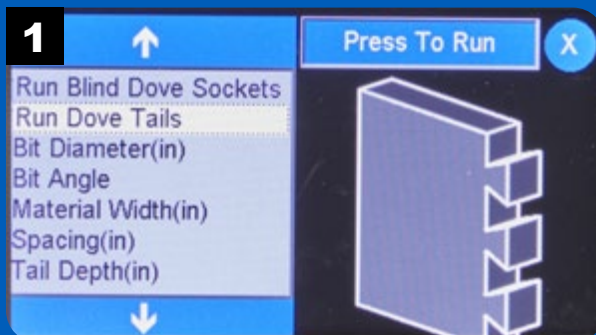 1
Press To Run
X
Run Blind Dove Sockets
Run Dove Tails
Bit Diameter(in)
Bit Angle
Material Width(in)
Spacing(in)
Tail Depth(in)